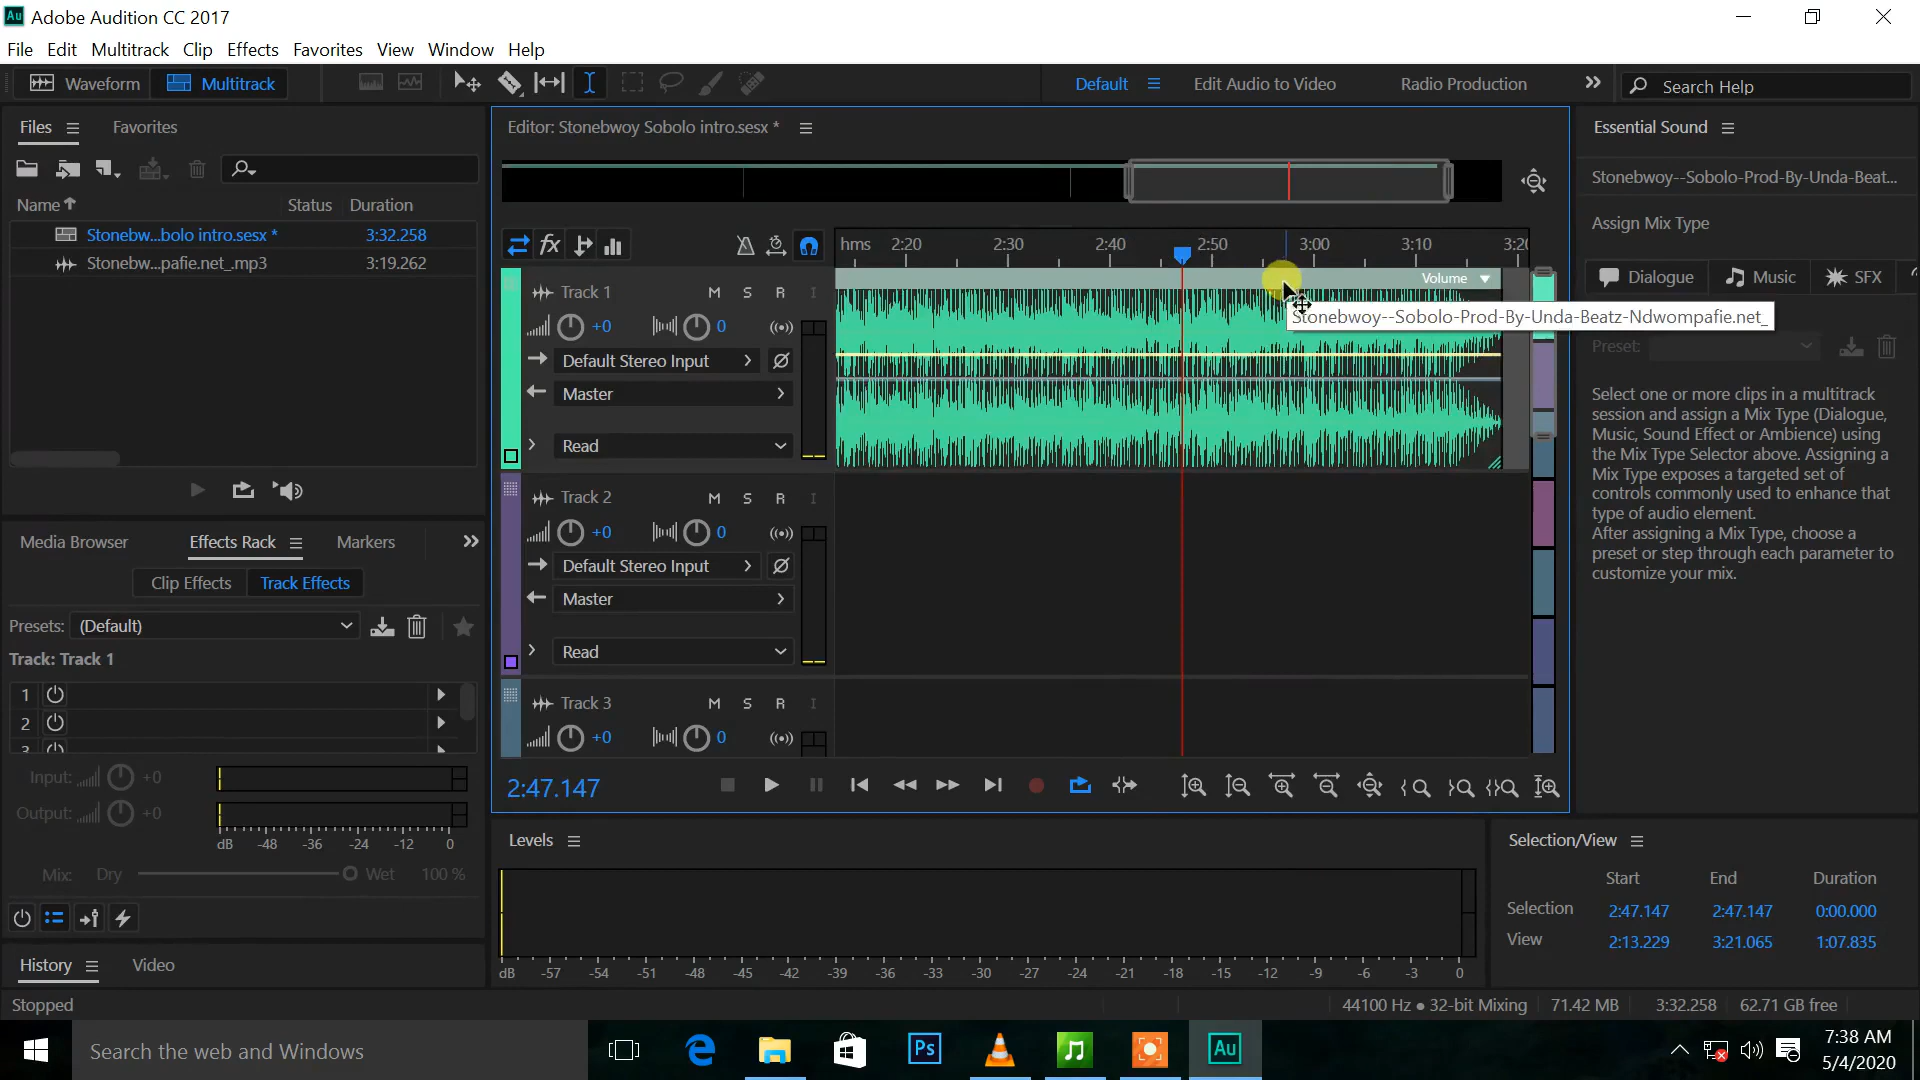 Au Adobe Audition CC 2017
File Edit Multitrack Clip Effects Favorites View Window Help
Waveform Multitrack
Default Edit Audio to Video Radio Production Search Help
Files Favorites
Name Status Duration
Stonebw...bolo intro.sesx * 3:32.258
Stonebw...pafie.net_.mp3 3:19.262
Media Browser Effects Rack Markers
Clip Effects Track Effects
Presets: (Default)
Track: Track 1
1
2
3
Input: +0
Output: +0
dB -48 -36 -24 -12 0
Mix: Dry Wet 100 %
History Video
Stopped
Editor: Stonebwoy Sobolo intro.sesx *
fx
hms 2:20 2:30 2:40 2:50 3:00 3:10 3:20
Track 1 M S R I
Volume
+0 0
Stonebwoy--Sobolo-Prod-By-Unda-Beatz-Ndwompafie.net_
Default Stereo Input
Master
Read
Track 2 M S R I
+0 0
Default Stereo Input
Master
Read
Track 3 M S R I
+0 0
2:47.147
Levels
dB -57 -54 -51 -48 -45 -42 -39 -36 -33 -30 -27 -24 -21 -18 -15 -12 -9 -6 -3 0
Essential Sound
Stonebwoy--Sobolo-Prod-By-Unda-Beat...
Assign Mix Type
Dialogue Music SFX
Preset:
Select one or more clips in a multitrack
session and assign a Mix Type (Dialogue,
Music, Sound Effect or Ambience) using
the Mix Type Selector above. Assigning a
Mix Type exposes a targeted set of
controls commonly used to enhance that
type of audio element.
After assigning a Mix Type, choose a
preset or step through each parameter to
customize your mix.
Selection/View
Start End Duration
Selection 2:47.147 2:47.147 0:00.000
View 2:13.229 3:21.065 1:07.835
44100 Hz ● 32-bit Mixing 71.42 MB 3:32.258 62.71 GB free
Search the web and Windows
Ps
Au
7:38 AM
5/4/2020